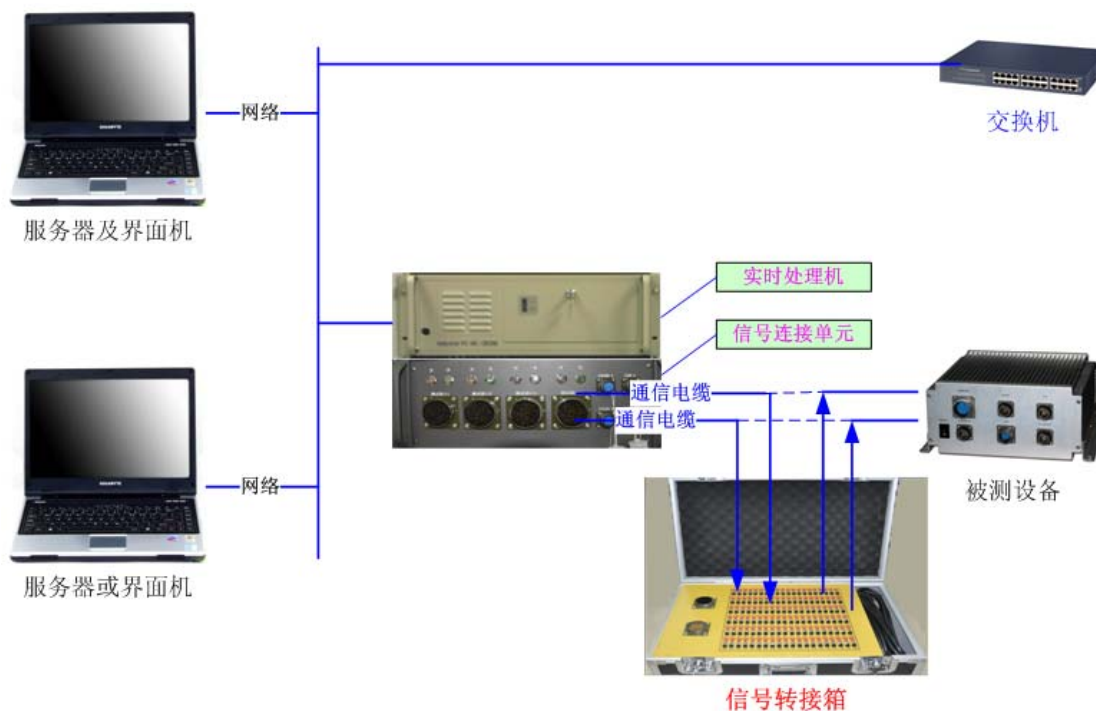 网络
交换机
服务器及界面机
实时处理机
信号连接单元
通信电缆
通信电缆
网络
被测设备
服务器或界面机
信号转接箱